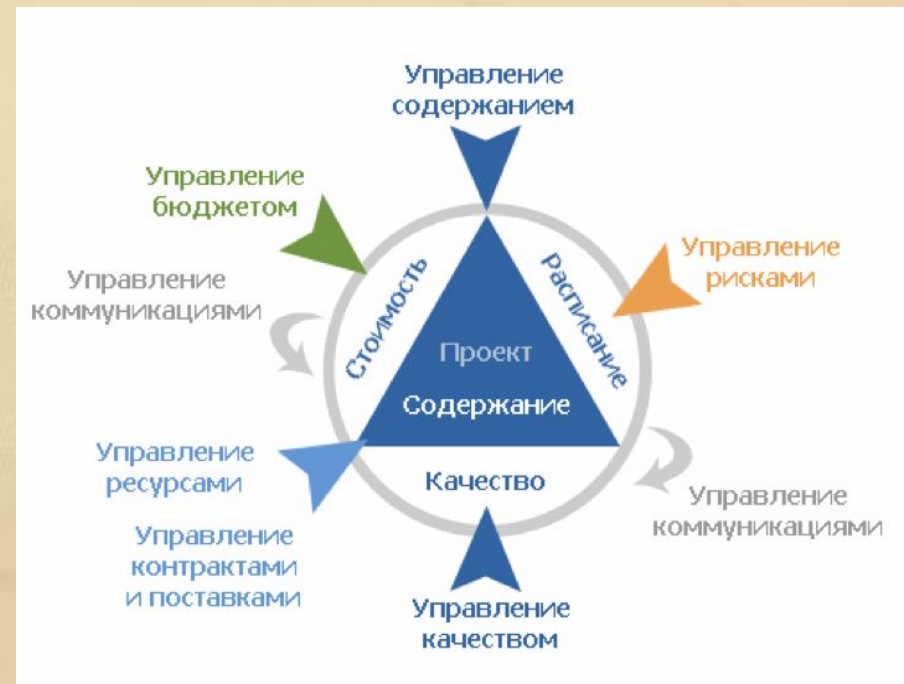 Управление
содержанием
Управление
бюджетом
Управление
рисками
Управление
коммуникациями
Стоимость
Расписание
Проект
Содержание
Качество
Управление
ресурсами
Управление
контрактами
и поставками
Управление
коммуникациями
Управление
качеством